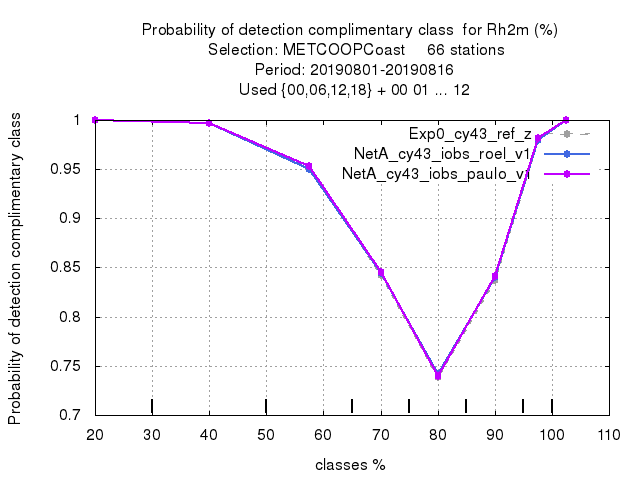 Probability of detection complimentary class  for Rh2m (%)
Selection: METCOOPCoast     66 stations
Period: 20190801-20190816
Used {00,06,12,18} + 00 01 ... 12
Probability of detection complimentary class
1
0.95
0.9
0.85
0.8
0.75
0.7
Exp0_cy43_ref_z
NetA_cy43_iobs_roel_v1
NetA_cy43_iobs_paulo_v1
20 30 40 50 60 70 80 90 100 110
classes %